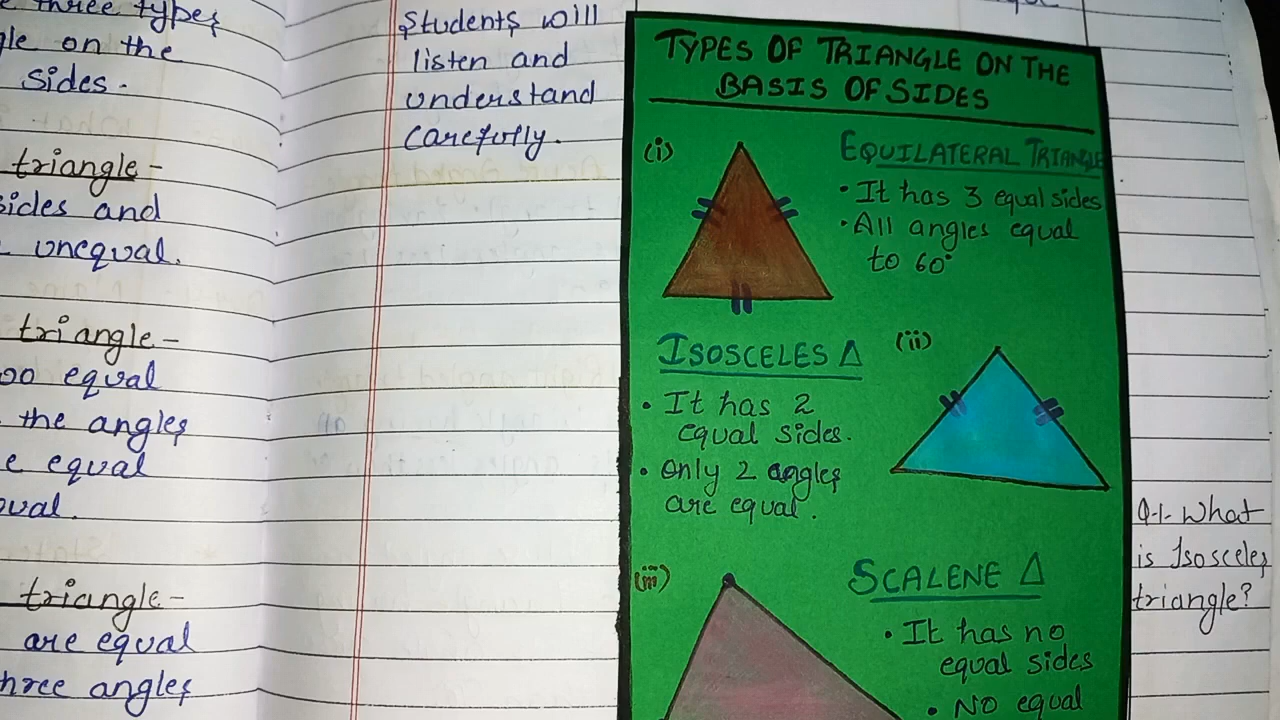 three types
on the
sides.
triangle -
sides and
unequal.
triangle -
equal
the angles
equal
triangle -
are equal
angles
Students will
listen and
understand
carefully.
TYPES OF TRIANGLE ON THE
BASIS OF SIDES
(i)
EQUILATERAL TRIANGLE
• It has 3 equal sides
• All angles equal
to 60°
ISOSCELES Δ
(ii)
• It has 2
equal sides.
• Only 2 angles
are equal.
(iii)
SCALENE Δ
• It has no
equal sides
• NO equal
Q.1. What
is Isosceles
triangle?